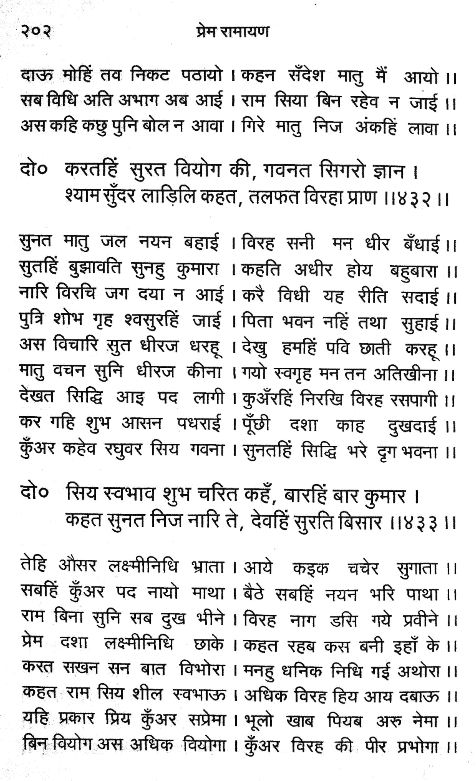 २०२ प्रेम रामायण
दाऊ मोहिं तव निकट पठायो । कहन सँदेश मातु मैं आयो ।।
सब विधि अति अभाग अब आई । राम सिया बिन रहेव न जाई ।।
अस कहि कछु पुनि बोल न आवा । गिरे मातु निज अंकहिं लावा ।।
दो० करतहिं सुरत वियोग की, गवनत सिगरो ज्ञान ।
श्याम सुँदर लाड़िलि कहत, तलफत विरहा प्राण ।।४३२।।
सुनत मातु जल नयन बहाई । विरह सनी मन धीर बँधाई ।।
सुतहिं बुझावति सुनहु कुमारा । कहति अधीर होय बहुबारा ।।
नारि विरचि जग दया न आई । करै विधी यह रीति सदाई ।।
पुत्रि शोभ गृह श्वसुरहिं जाई । पिता भवन नहिं तथा सुहाई ।।
अस विचारि सुत धीरज धरहू । देखु हमहिं पवि छाती करहू ।।
मातु वचन सुनि धीरज कीना । गयो स्वगृह मन तन अतिखीना ।।
देखत सिद्धि आइ पद लागी । कुअँरहिं निरखि विरह रसपागी ।।
कर गहि शुभ आसन पधराई । पूँछी दशा काह दुखदाई ।।
कुँअर कहेव रघुवर सिय गवना । सुनतहिं सिद्धि भरे दृग भवना ।।
दो० सिय स्वभाव शुभ चरित कहँ, बारहिं बार कुमार ।
कहत सुनत निज नारि ते, देवहिं सुरति बिसार ।।४३३।।
तेहि औसर लक्ष्मीनिधि भ्राता । आये कइक चचेर सुगाता ।।
सबहिं कुँअर पद नायो माथा । बैठे सबहिं नयन भरि पाथा ।।
राम बिना सुनि सब दुख भीने । विरह नाग डसि गये प्रवीने ।।
प्रेम दशा लक्ष्मीनिधि छाके । कहत रहब कस बनी इहाँ के ।।
करत सखन सन बात विभोरा । मनहु धनिक निधि गई अथोरा ।।
कहत राम सिय शील स्वभाऊ । अधिक विरह हिय आय दबाऊ ।।
यहि प्रकार प्रिय कुँअर सप्रेमा । भूलो खाब पियब अरु नेमा ।।
बिन वियोग अस अधिक वियोगा । कुँअर विरह की पीर प्रभोगा ।।